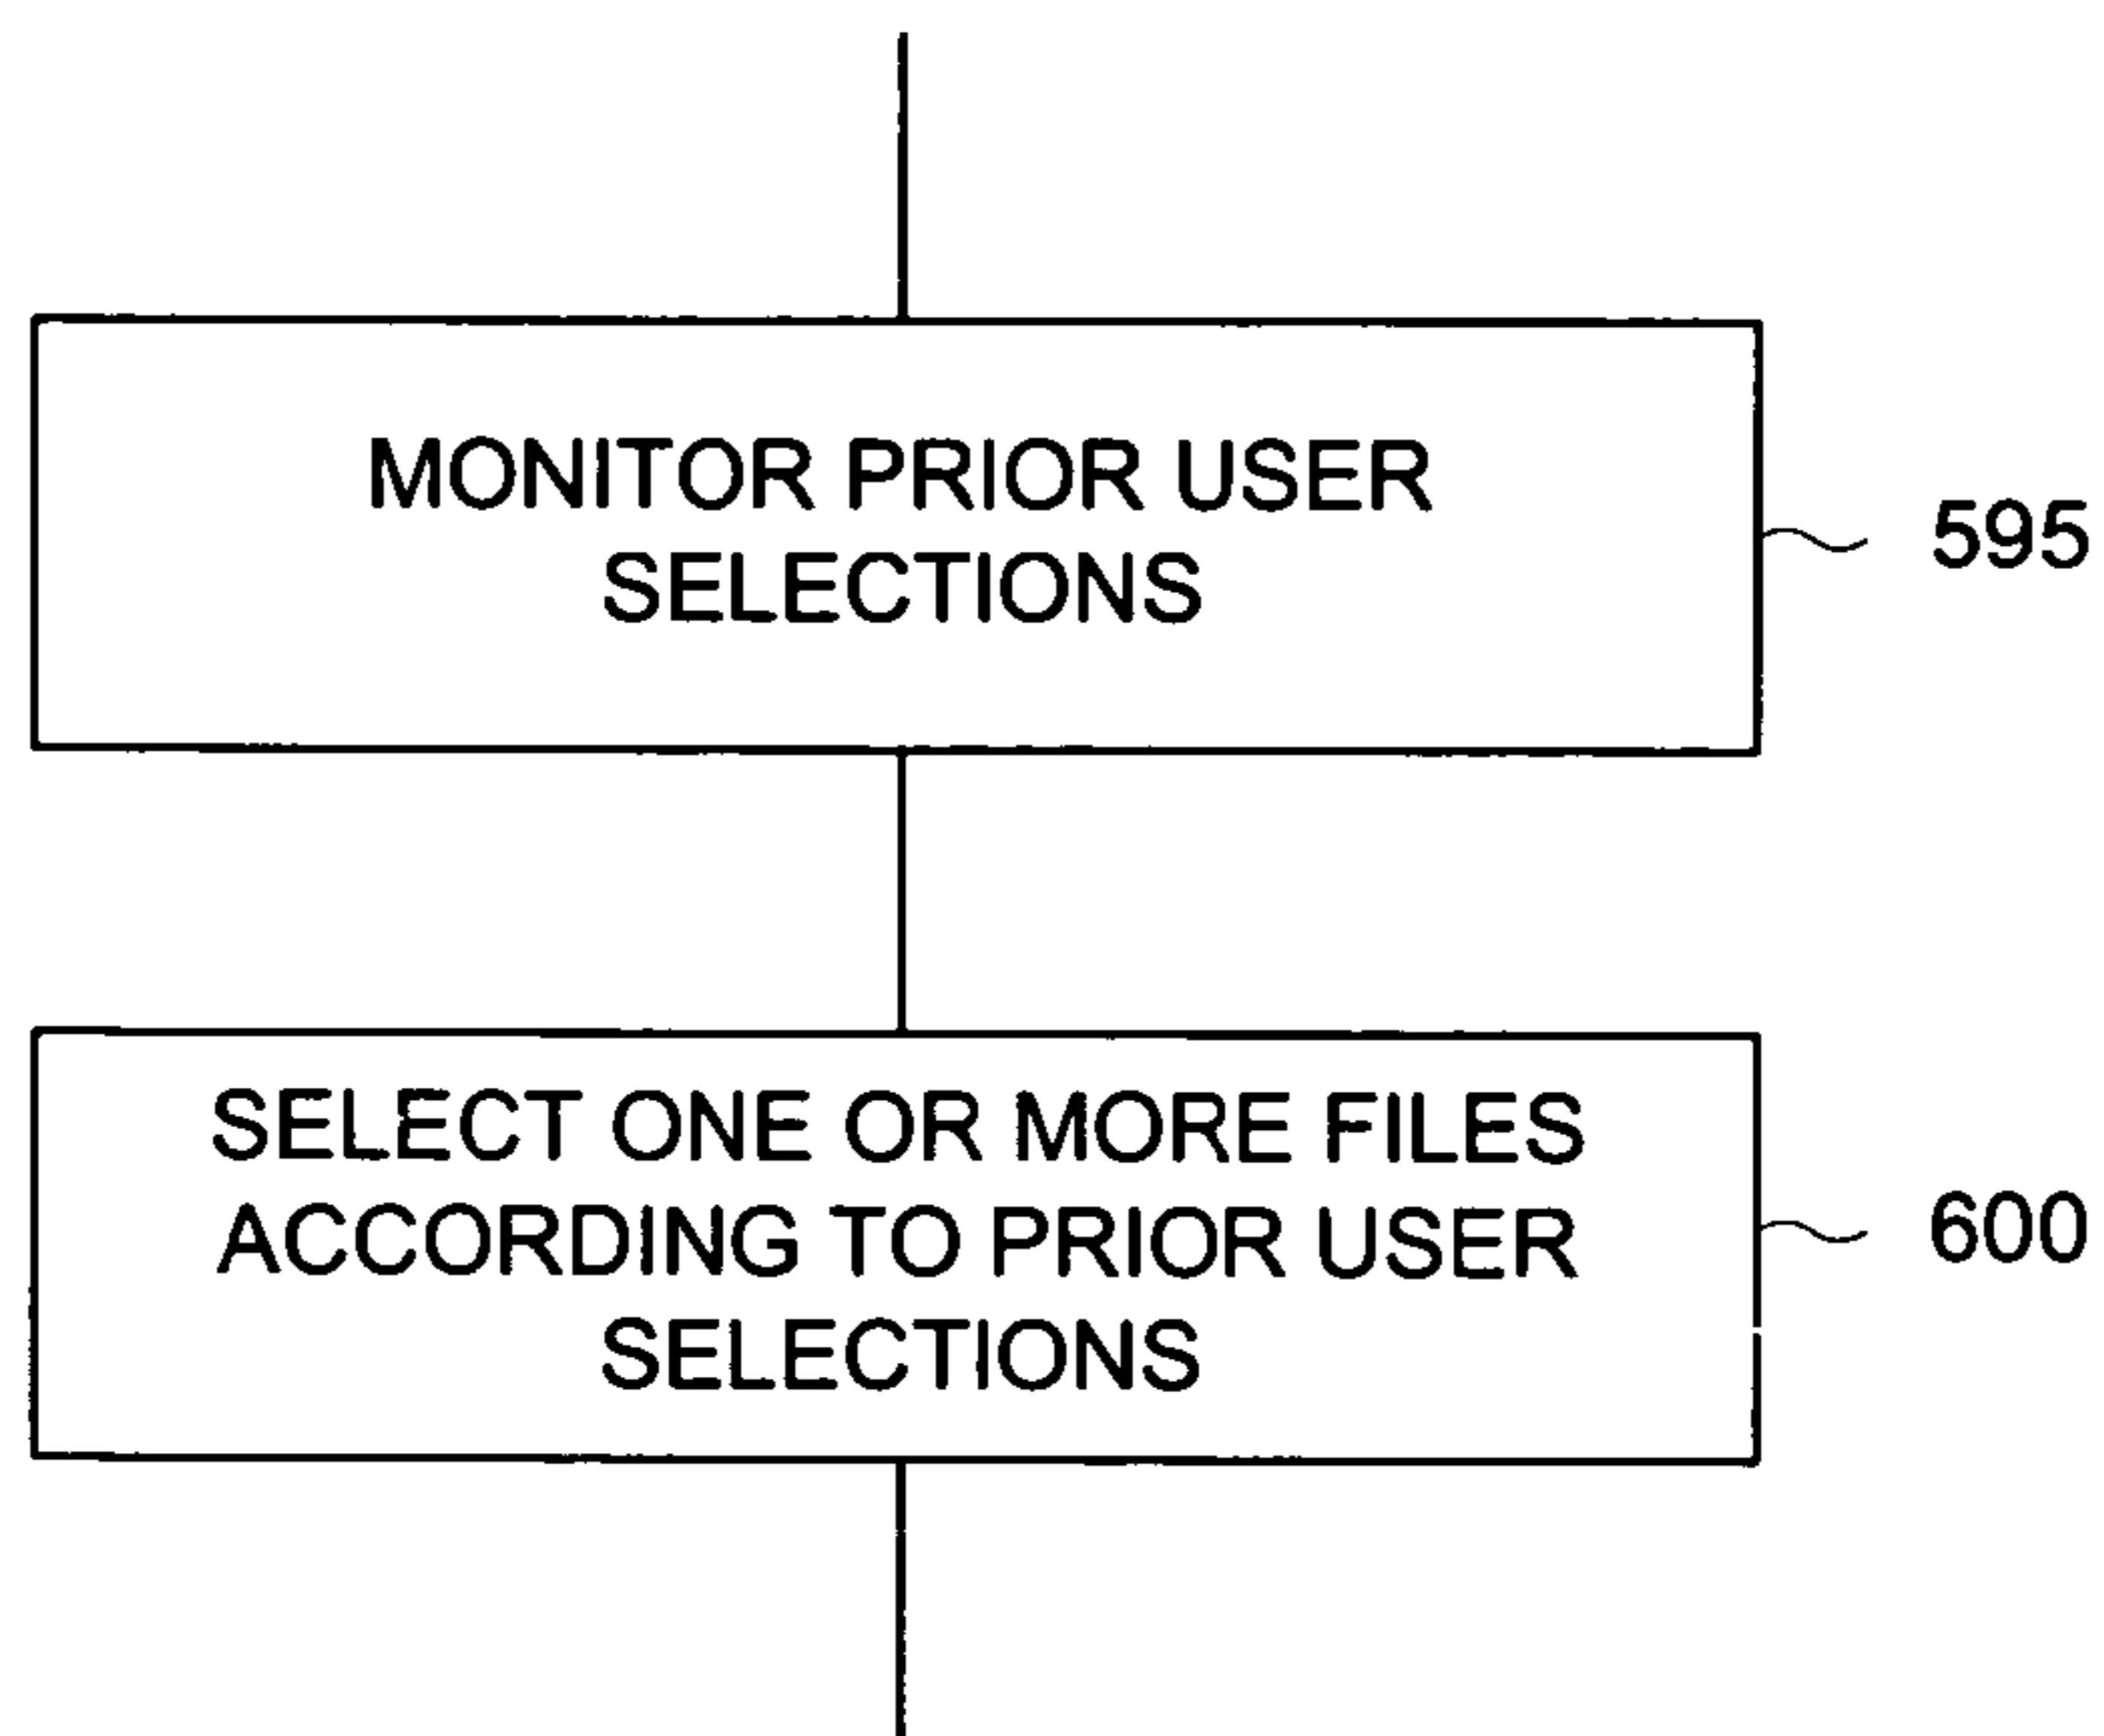 MONITOR PRIOR USER
SELECTIONS
595
SELECT ONE OR MORE FILES
ACCORDING TO PRIOR USER
SELECTIONS
600